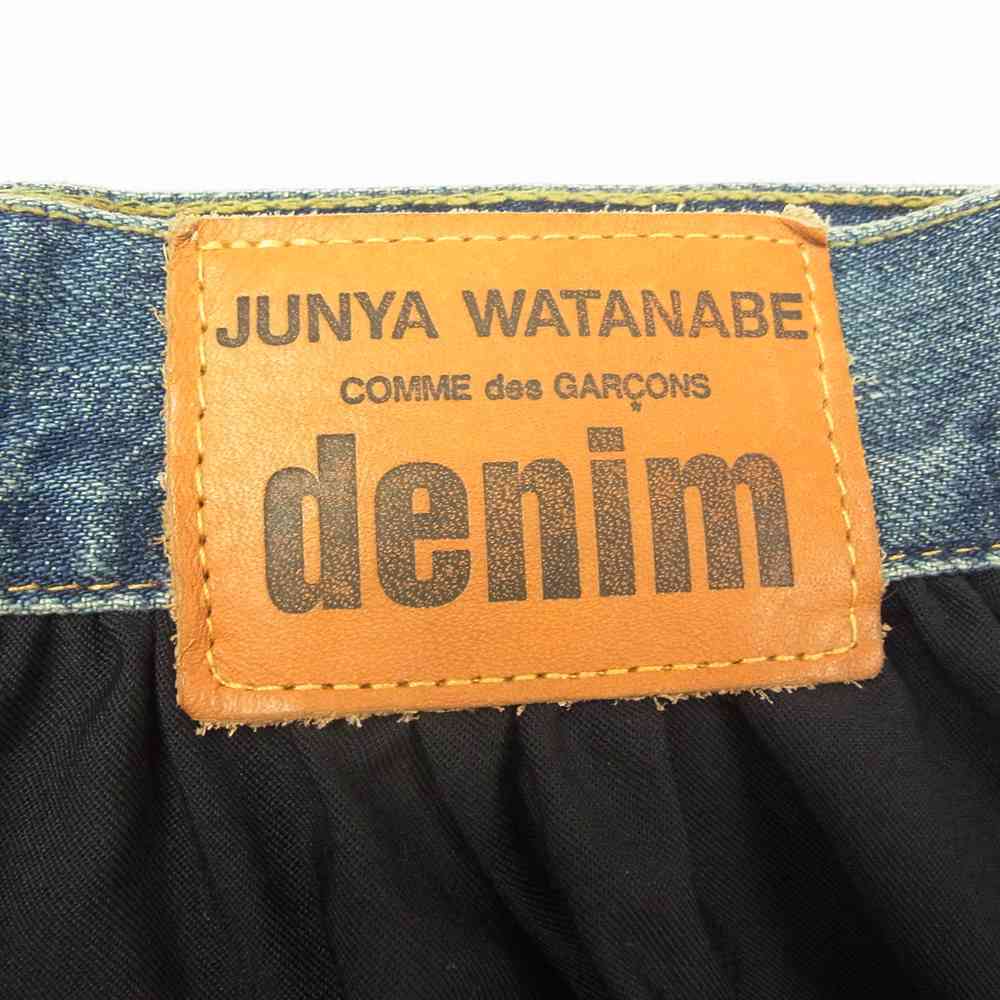 JUNYA WATANABE
COMME des GARÇONS
denim